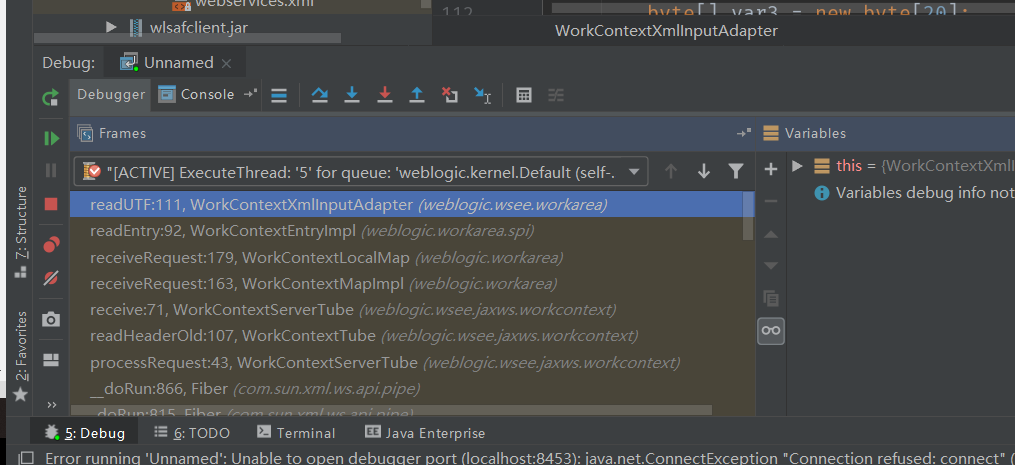 webservices.xml
wlsafclient.jar
112
byte[] var3 = new byte[20];
WorkContextXmlInputAdapter
Debug:
Unnamed
Debugger
Console
Frames
Variables
"[ACTIVE] ExecuteThread: '5' for queue: 'weblogic.kernel.Default (self-...
this = {WorkContextXmlI
Variables debug info not
readUTF:111, WorkContextXmlInputAdapter (weblogic.wsee.workarea)
readEntry:92, WorkContextEntryImpl (weblogic.workarea.spi)
receiveRequest:179, WorkContextLocalMap (weblogic.workarea)
receiveRequest:163, WorkContextMapImpl (weblogic.workarea)
receive:71, WorkContextServerTube (weblogic.wsee.jaxws.workcontext)
readHeaderOld:107, WorkContextTube (weblogic.wsee.jaxws.workcontext)
processRequest:43, WorkContextServerTube (weblogic.wsee.jaxws.workcontext)
__doRun:866, Fiber (com.sun.xml.ws.api.pipe)
_doRun:815, Fiber (com.sun.xml.ws.api.pipe)
7: Structure
2: Favorites
5: Debug
6: TODO
Terminal
Java Enterprise
Error running 'Unnamed': Unable to open debugger port (localhost:8453): java.net.ConnectException "Connection refused: connect" (